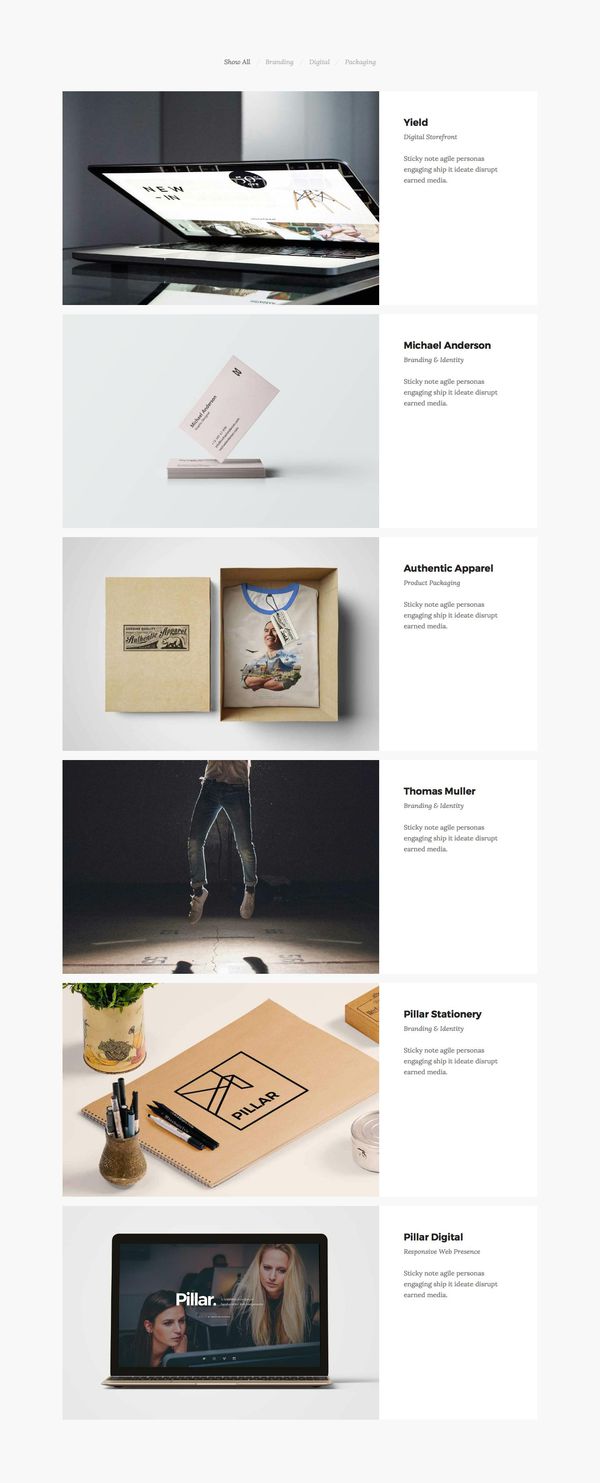 Show All / Branding / Digital / Packaging
Yield
Digital Storefront
Sticky note agile personas
engaging ship it ideate disrupt
earned media.
NEW
- IN
50%
OFF
Michael Anderson
Branding & Identity
Sticky note agile personas
engaging ship it ideate disrupt
earned media.
Michael Anderson
Authentic Apparel
Product Packaging
Sticky note agile personas
engaging ship it ideate disrupt
earned media.
GENUINE QUALITY
Authentic Apparel
Thomas Muller
Branding & Identity
Sticky note agile personas
engaging ship it ideate disrupt
earned media.
Pillar Stationery
Branding & Identity
Sticky note agile personas
engaging ship it ideate disrupt
earned media.
PILLAR
Pillar Digital
Responsive Web Presence
Sticky note agile personas
engaging ship it ideate disrupt
earned media.
Pillar.